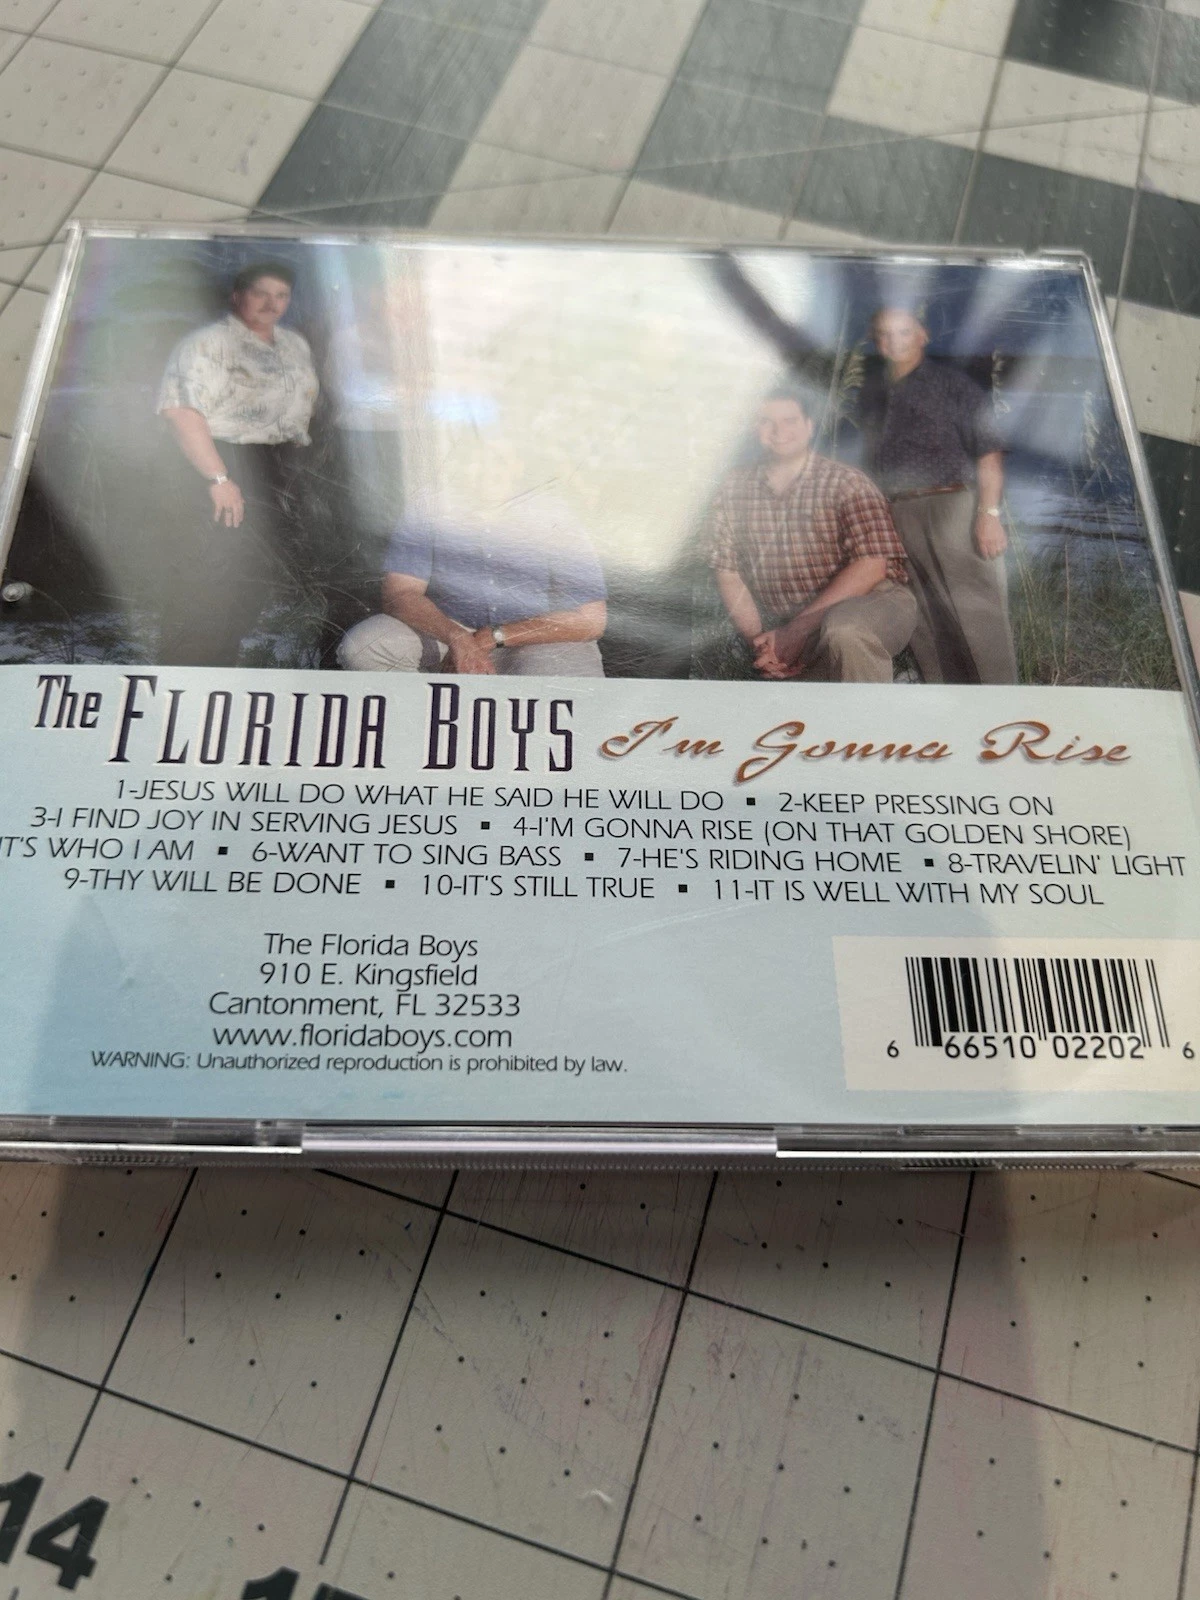 The FLORIDA BOYS I'm Gonna Rise
1-JESUS WILL DO WHAT HE SAID HE WILL DO ▪ 2-KEEP PRESSING ON
3-I FIND JOY IN SERVING JESUS ▪ 4-I'M GONNA RISE (ON THAT GOLDEN SHORE)
IT'S WHO I AM ▪ 6-WANT TO SING BASS ▪ 7-HE'S RIDING HOME ▪ 8-TRAVELIN' LIGHT
9-THY WILL BE DONE ▪ 10-IT'S STILL TRUE ▪ 11-IT IS WELL WITH MY SOUL
The Florida Boys
910 E. Kingsfield
Cantonment, FL 32533
www.floridaboys.com
WARNING: Unauthorized reproduction is prohibited by law.
6 66510 02202 6
14